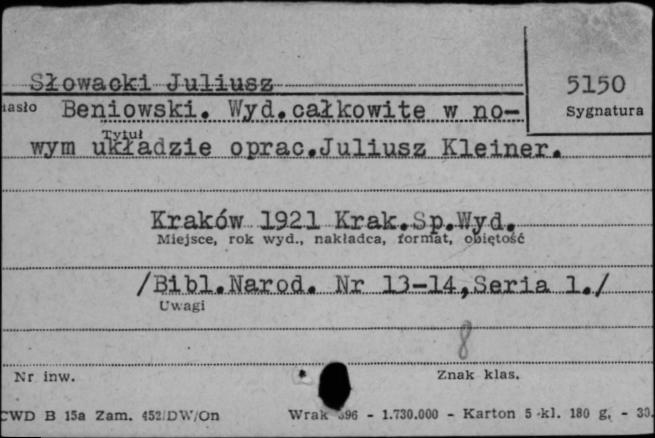 Słowacki Juliusz
5150
Sygnatura
Beniowski. Wyd.całkowite w no-
Tytuł
wym układzie oprac.Juliusz Kleiner.
Kraków 1921 Krak.Sp.Wyd.
Miejsce, rok wyd., nakładca, format, objętość
/Bibl.Narod. Nr 13-14,Seria 1./
Uwagi
8
Nr inw.
Znak klas.
CWD B 15a Zam. 452/DW/On Wrak 396 - 1.730.000 - Karton 5 kl. 180 g. - 30.